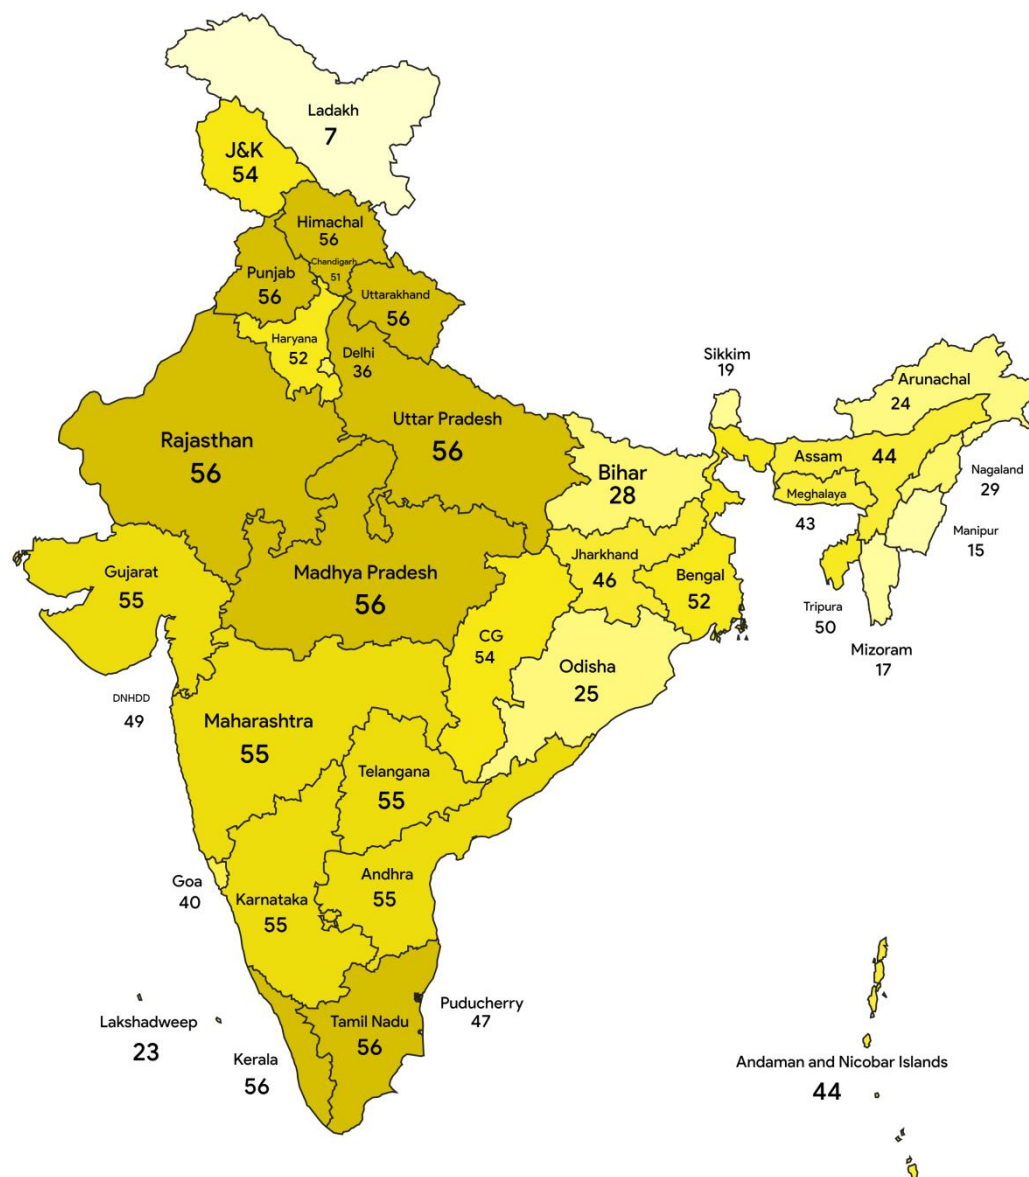 Ladakh
7
J&K
54
Himachal
56
Chandigarh
51
Punjab
56
Uttarakhand
56
Haryana
52
Delhi
36
Sikkim
19
Arunachal
24
Rajasthan
56
Uttar Pradesh
56
Bihar
28
Assam 44
Nagaland
29
Meghalaya
43
Manipur
15
Gujarat
55
Madhya Pradesh
56
Jharkhand
46
Bengal
52
Tripura
50
Mizoram
17
CG
54
Odisha
25
DNHDD
49
Maharashtra
55
Telangana
55
Goa
40
Karnataka
55
Andhra
55
Lakshadweep
23
Kerala
56
Tamil Nadu
56
Puducherry
47
Andaman and Nicobar Islands
44